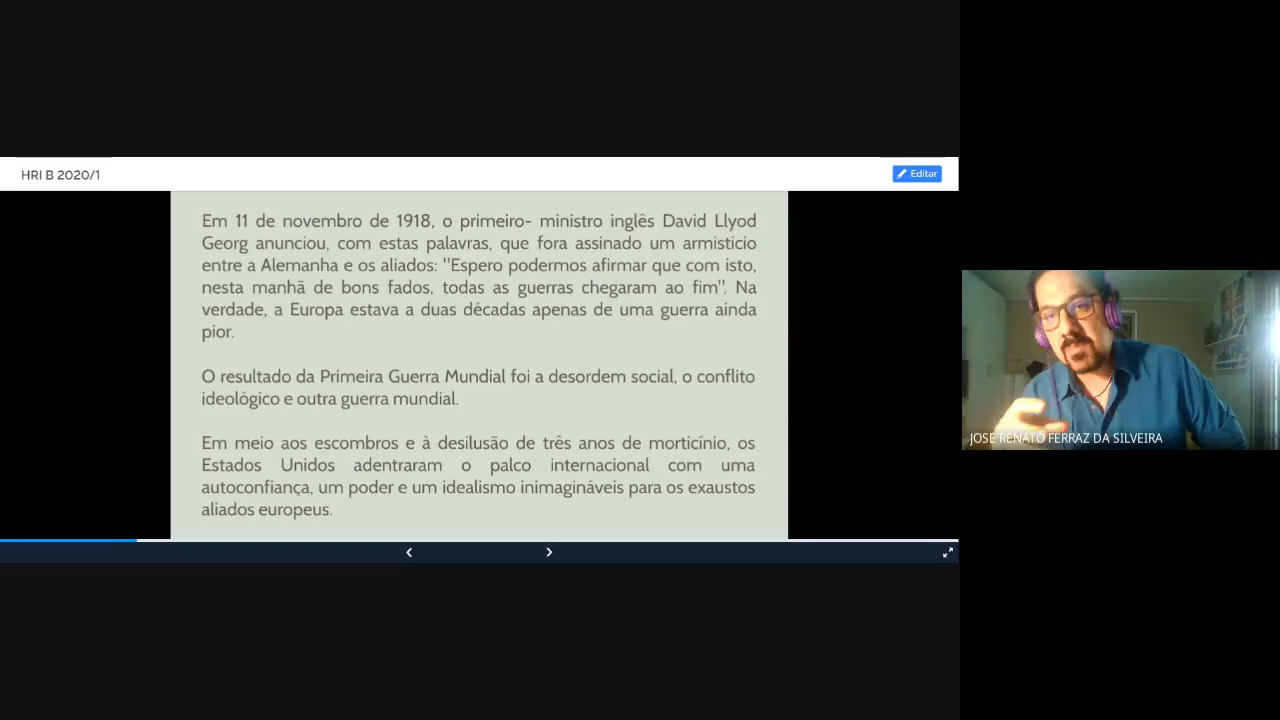 HRI B 2020/1
Editar
Em 11 de novembro de 1918, o primeiro- ministro inglês David Llyod
Georg anunciou, com estas palavras, que fora assinado um armistício
entre a Alemanha e os aliados: "Espero podermos afirmar que com isto,
nesta manhã de bons fados, todas as guerras chegaram ao fim". Na
verdade, a Europa estava a duas décadas apenas de uma guerra ainda
pior.
O resultado da Primeira Guerra Mundial foi a desordem social, o conflito
ideológico e outra guerra mundial.
Em meio aos escombros e à desilusão de três anos de morticínio, os
Estados Unidos adentraram o palco internacional com uma
autoconfiança, um poder e um idealismo inimagináveis para os exaustos
aliados europeus.
JOSE RENATO FERRAZ DA SILVEIRA